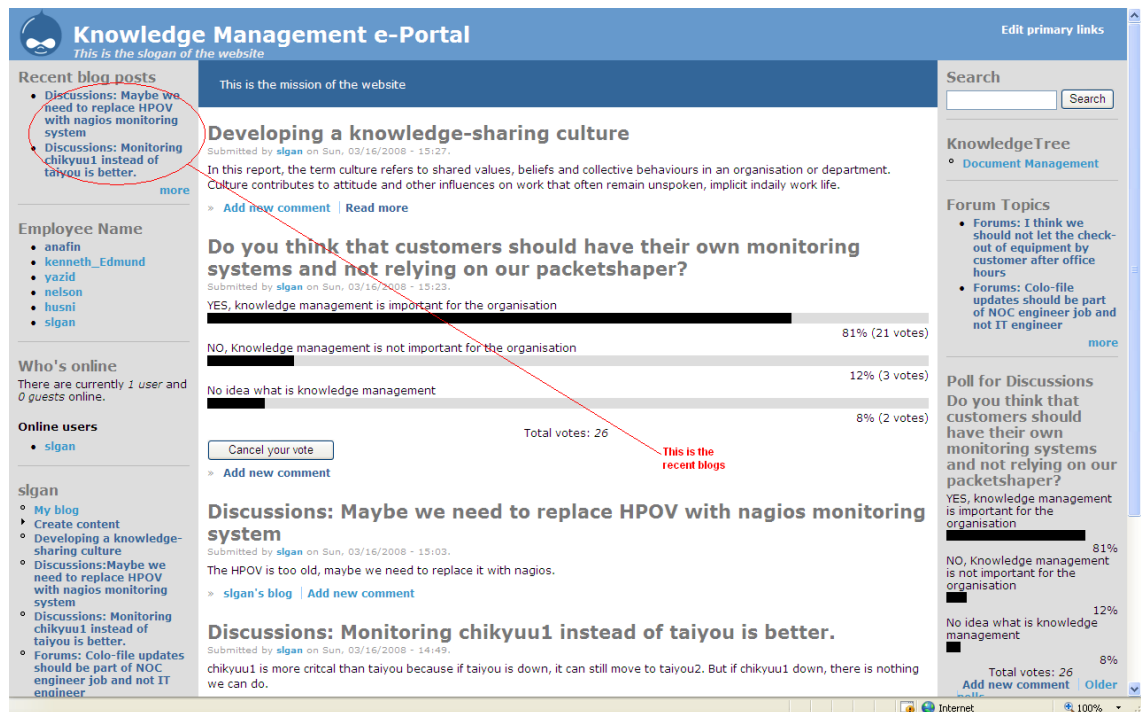 Knowledge Management e-Portal
This is the slogan of the website
Edit primary links
Recent blog posts
Discussions: Maybe we
need to replace HPOV
with nagios monitoring
system
Discussions: Monitoring
chikyuu1 instead of
taiyou is better.
more
Employee Name
anafin
kenneth_Edmund
yazid
nelson
husni
slgan
Who's online
There are currently 1 user and
0 guests online.
Online users
slgan
slgan
My blog
Create content
Developing a knowledge-
sharing culture
Discussions:Maybe we
need to replace HPOV
with nagios monitoring
system
Discussions: Monitoring
chikyuu1 instead of
taiyou is better.
Forums: Colo-file updates
should be part of NOC
engineer job and not IT
engineer
This is the mission of the website
Developing a knowledge-sharing culture
Submitted by slgan on Sun, 03/16/2008 - 15:27.
In this report, the term culture refers to shared values, beliefs and collective behaviours in an organisation or department.
Culture contributes to attitude and other influences on work that often remain unspoken, implicit indaily work life.
» Add new comment | Read more
Do you think that customers should have their own monitoring
systems and not relying on our packetshaper?
Submitted by slgan on Sun, 03/16/2008 - 15:23.
YES, knowledge management is important for the organisation
81% (21 votes)
NO, Knowledge management is not important for the organisation
12% (3 votes)
No idea what is knowledge management
8% (2 votes)
Total votes: 26
Cancel your vote
» Add new comment
This is the
recent blogs
Discussions: Maybe we need to replace HPOV with nagios monitoring
system
Submitted by slgan on Sun, 03/16/2008 - 15:03.
The HPOV is too old, maybe we need to replace it with nagios.
» slgan's blog | Add new comment
Discussions: Monitoring chikyuu1 instead of taiyou is better.
Submitted by slgan on Sun, 03/16/2008 - 14:49.
chikyuu1 is more critcal than taiyou because if taiyou is down, it can still move to taiyou2. But if chikyuu1 down, there is nothing
we can do.
Search
Search
KnowledgeTree
Document Management
Forum Topics
Forums: I think we
should not let the check-
out of equipment by
customer after office
hours
Forums: Colo-file
updates should be part
of NOC engineer job and
not IT engineer
more
Poll for Discussions
Do you think that
customers should
have their own
monitoring systems
and not relying on our
packetshaper?
YES, knowledge management
is important for the
organisation
81%
NO, Knowledge management
is not important for the
organisation
12%
No idea what is knowledge
management
8%
Total votes: 26
Add new comment | Older
polls
Internet
100%